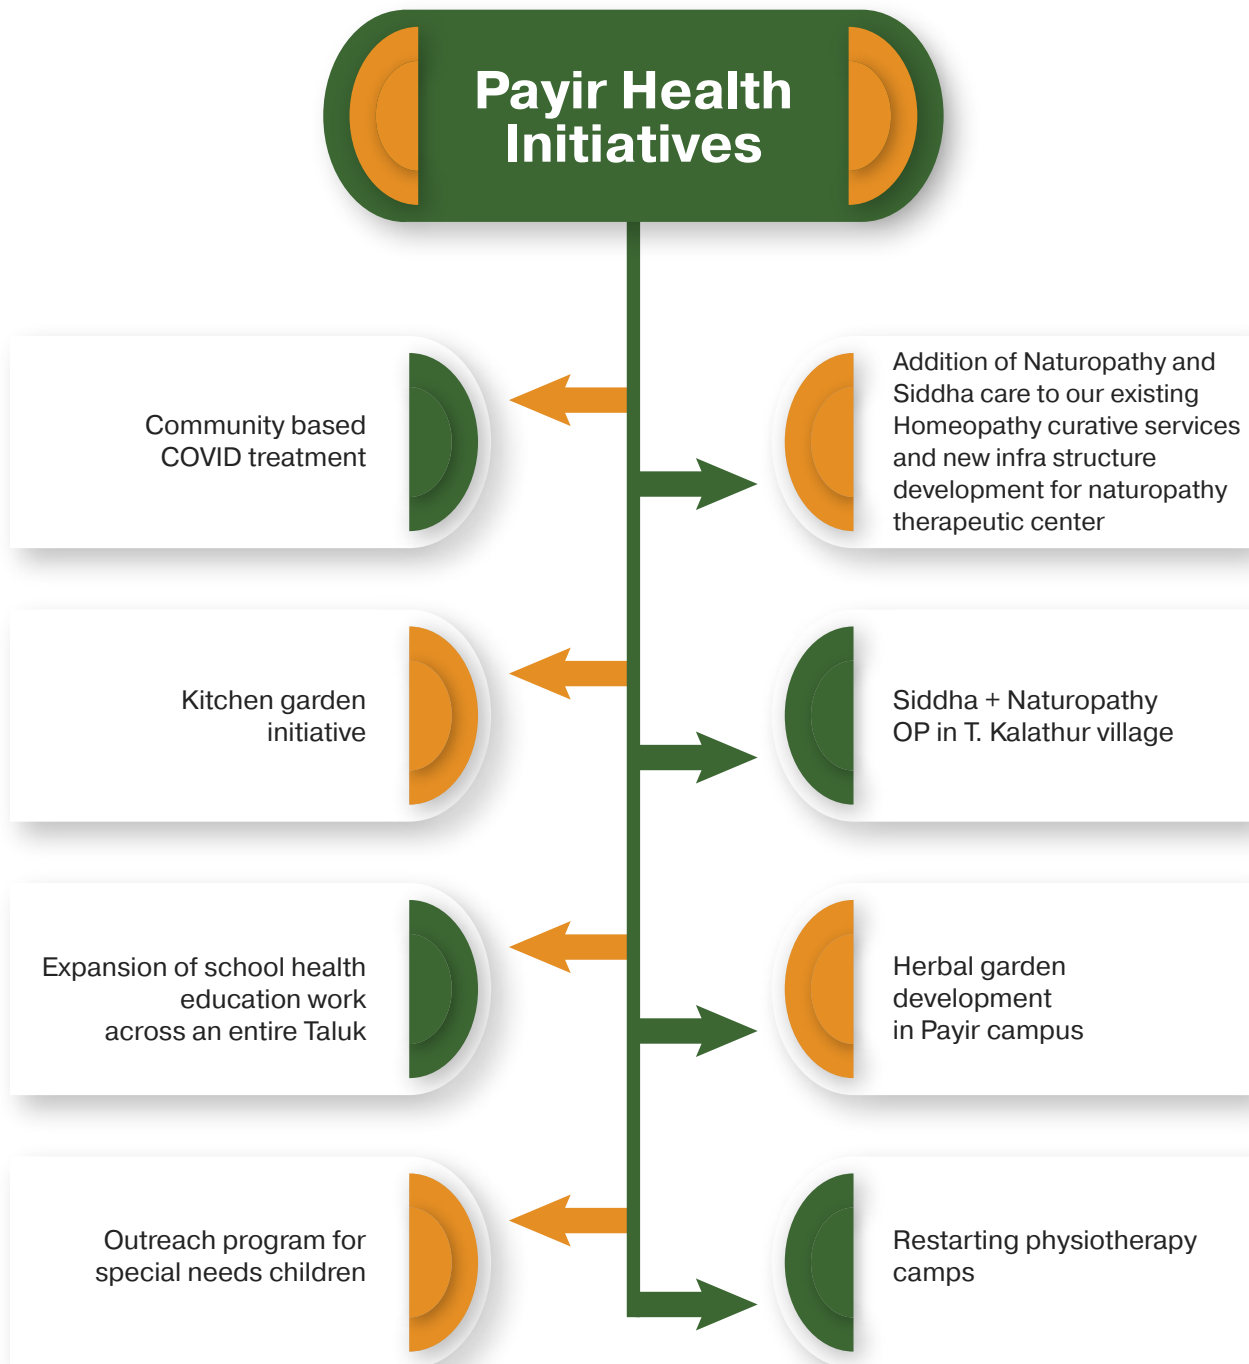 Payir Health
Initiatives
Community based
COVID treatment
Addition of Naturopathy and
Siddha care to our existing
Homeopathy curative services
and new infra structure
development for naturopathy
therapeutic center
Kitchen garden
initiative
Siddha + Naturopathy
OP in T. Kalathur village
Expansion of school health
education work
across an entire Taluk
Herbal garden
development
in Payir campus
Outreach program for
special needs children
Restarting physiotherapy
camps